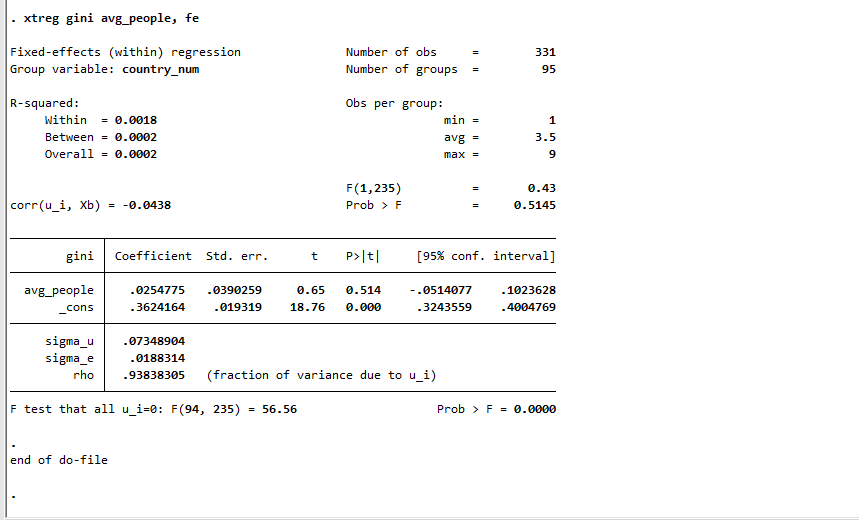 . xtreg gini avg_people, fe
Fixed-effects (within) regression Number of obs = 331
Group variable: country_num Number of groups = 95
R-squared: Obs per group:
Within = 0.0018 min = 1
Between = 0.0002 avg = 3.5
Overall = 0.0002 max = 9
F(1,235) = 0.43
corr(u_i, Xb) = -0.0438 Prob > F = 0.5145
gini Coefficient Std. err. t P>|t| [95% conf. interval]
avg_people .0254775 .0390259 0.65 0.514 -.0514077 .1023628
_cons .3624164 .019319 18.76 0.000 .3243559 .4004769
sigma_u .07348904
sigma_e .0188314
rho .93838305 (fraction of variance due to u_i)
F test that all u_i=0: F(94, 235) = 56.56 Prob > F = 0.0000
.
end of do-file
.